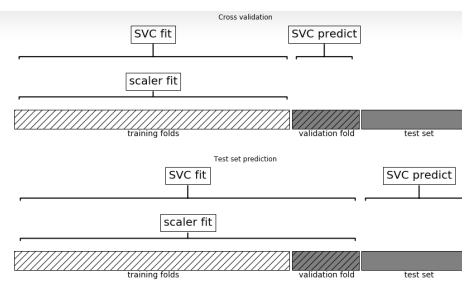 Cross validation
SVC fit SVC predict
scaler fit
training folds validation fold test set
Test set prediction
SVC fit SVC predict
scaler fit
training folds validation fold test set